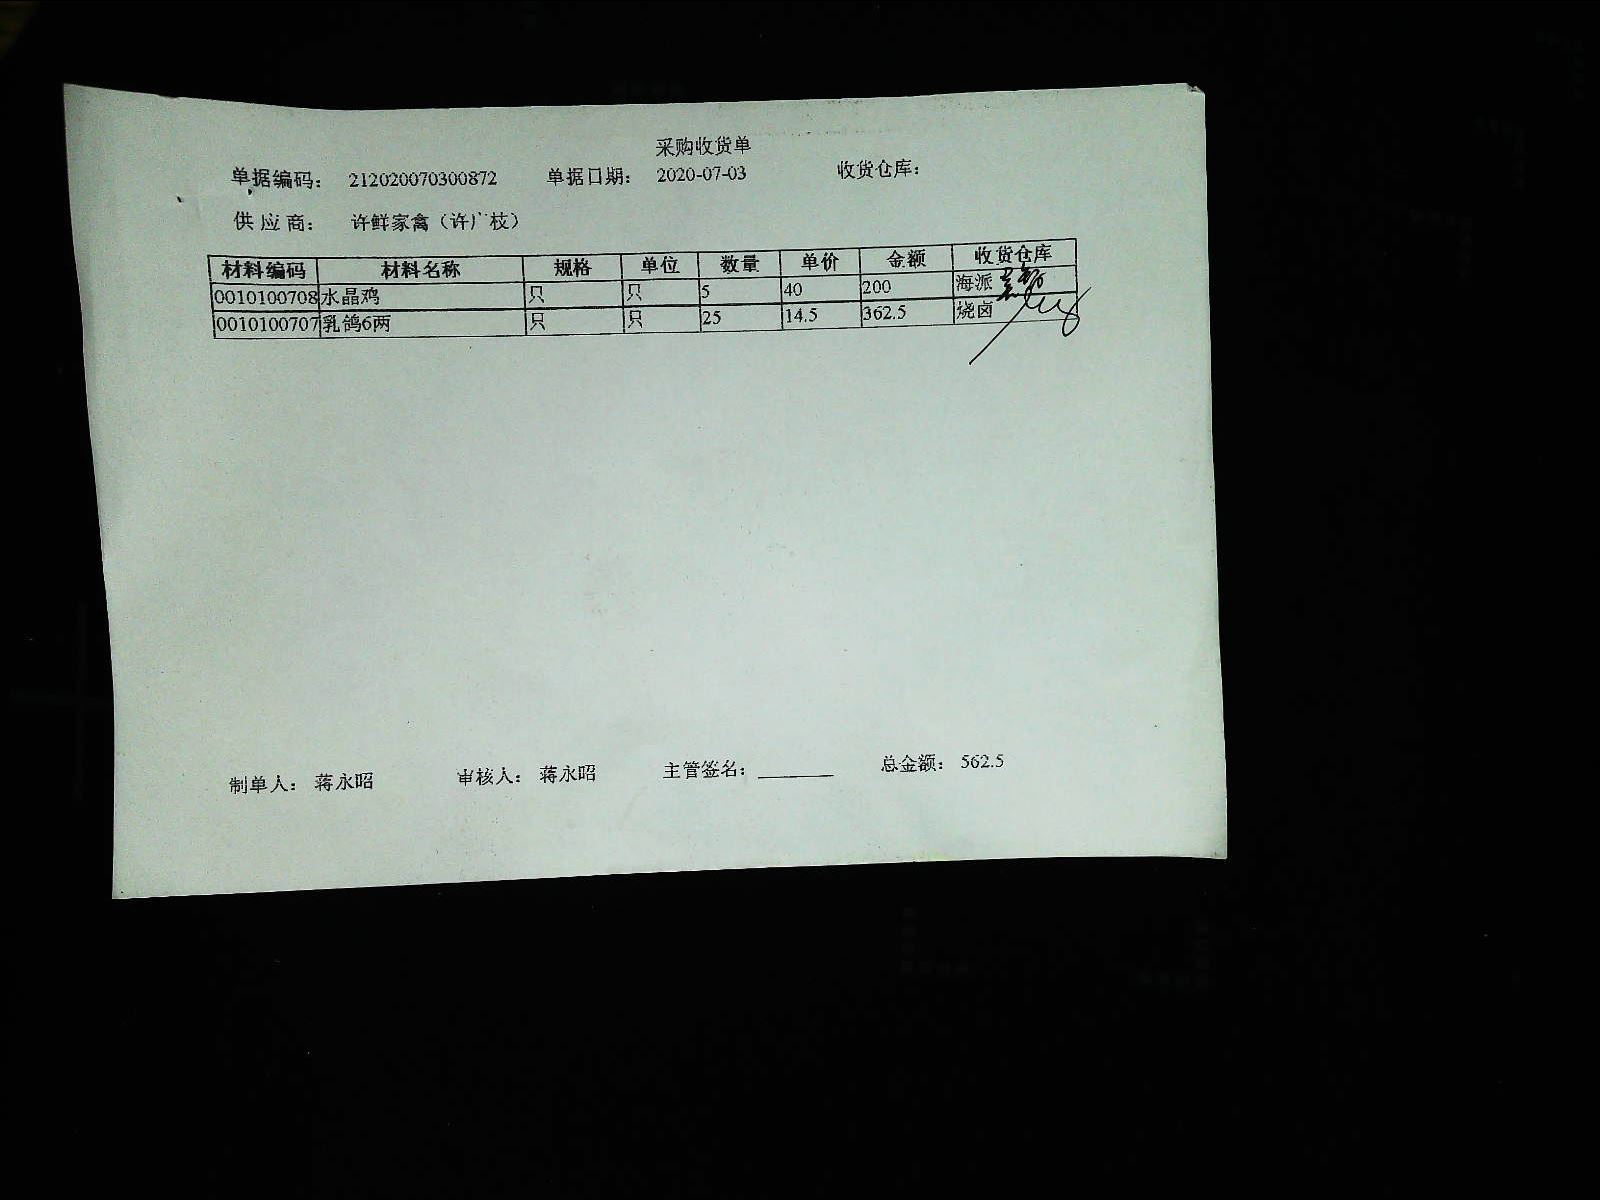 采购收货单
单据编码： 212020070300872 单据日期： 2020-07-03 收货仓库：
供应商： 许鲜家禽（许广枝）
材料编码 材料名称 规格 单位 数量 单价 金额 收货仓库
0010100708 水晶鸡 只 只 5 40 200 海派
0010100707 乳鸽6两 只 只 25 14.5 362.5 烧卤
制单人： 蒋永昭 审核人： 蒋永昭 主管签名： 总金额： 562.5